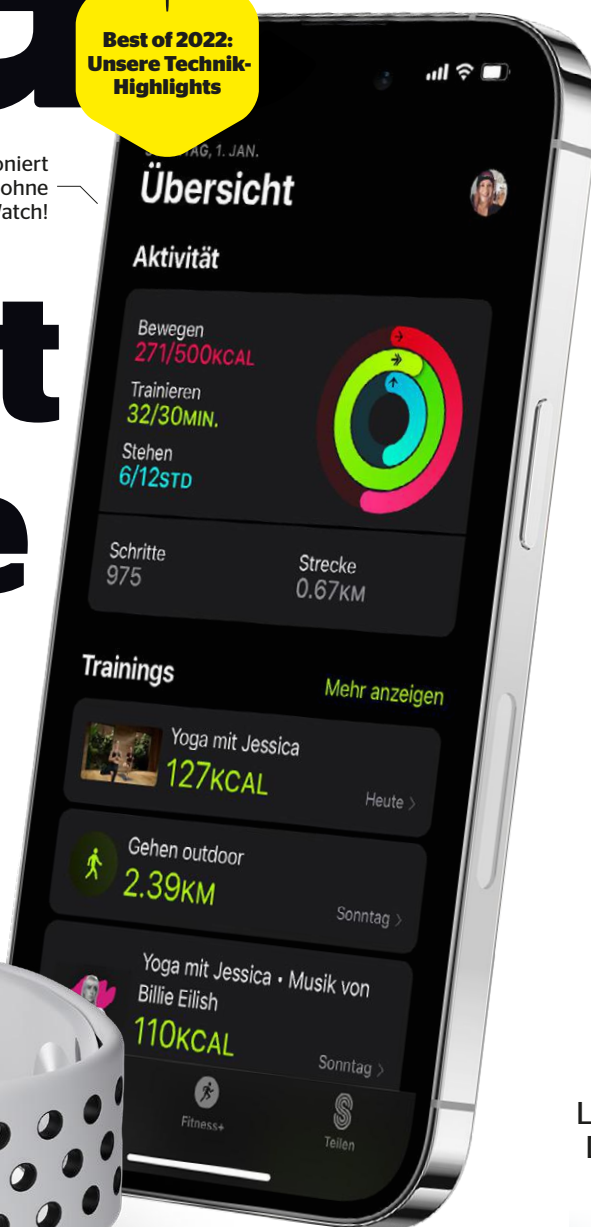 Best of 2022:
Unsere Technik-
Highlights
ohne
AG, 1. JAN.
Übersicht
Aktivität
Bewegen
271/500KCAL
Trainieren
32/30MIN.
Stehen
6/12STD
Schritte
975
Strecke
0.67KM
Trainings
Mehr anzeigen
Yoga mit Jessica
127KCAL
Heute >
Gehen outdoor
2.39KM
Sonntag >
Yoga mit Jessica • Musik von
Billie Eilish
110KCAL
Sonntag >
Fitness+
Teilen